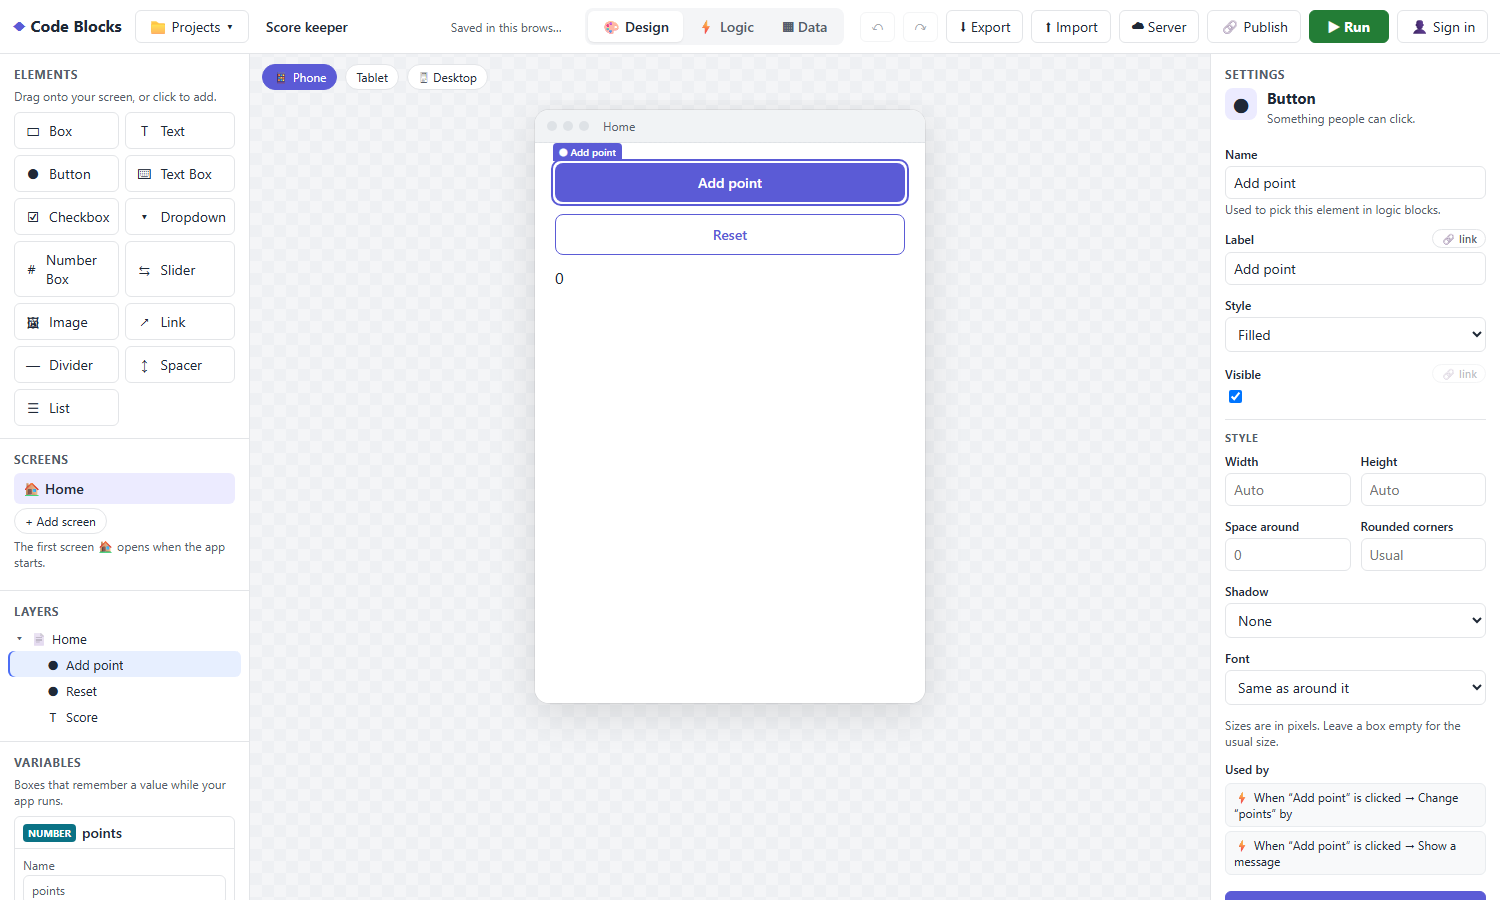 Code Blocks
Projects
Score keeper
Saved in this brows...
Design
Logic
Data
Export
Import
Server
Publish
Run
Sign in
ELEMENTS
Drag onto your screen, or click to add.
Box
Text
Button
Text Box
Checkbox
Dropdown
Number
Box
Slider
Image
Link
Divider
Spacer
List
SCREENS
Home
+ Add screen
The first screen opens when the app
starts.
LAYERS
Home
Add point
Reset
T Score
VARIABLES
Boxes that remember a value while your
app runs.
NUMBER points
Name
points
Phone
Tablet
Desktop
Home
Add point
Add point
Reset
0
SETTINGS
Button
Something people can click.
Name
Add point
Used to pick this element in logic blocks.
Label
link
Add point
Style
Filled
Visible
link
STYLE
Width
Height
Auto
Auto
Space around
Rounded corners
0
Usual
Shadow
None
Font
Same as around it
Sizes are in pixels. Leave a box empty for the
usual size.
Used by
When “Add point” is clicked → Change
“points” by
When “Add point” is clicked → Show a
message